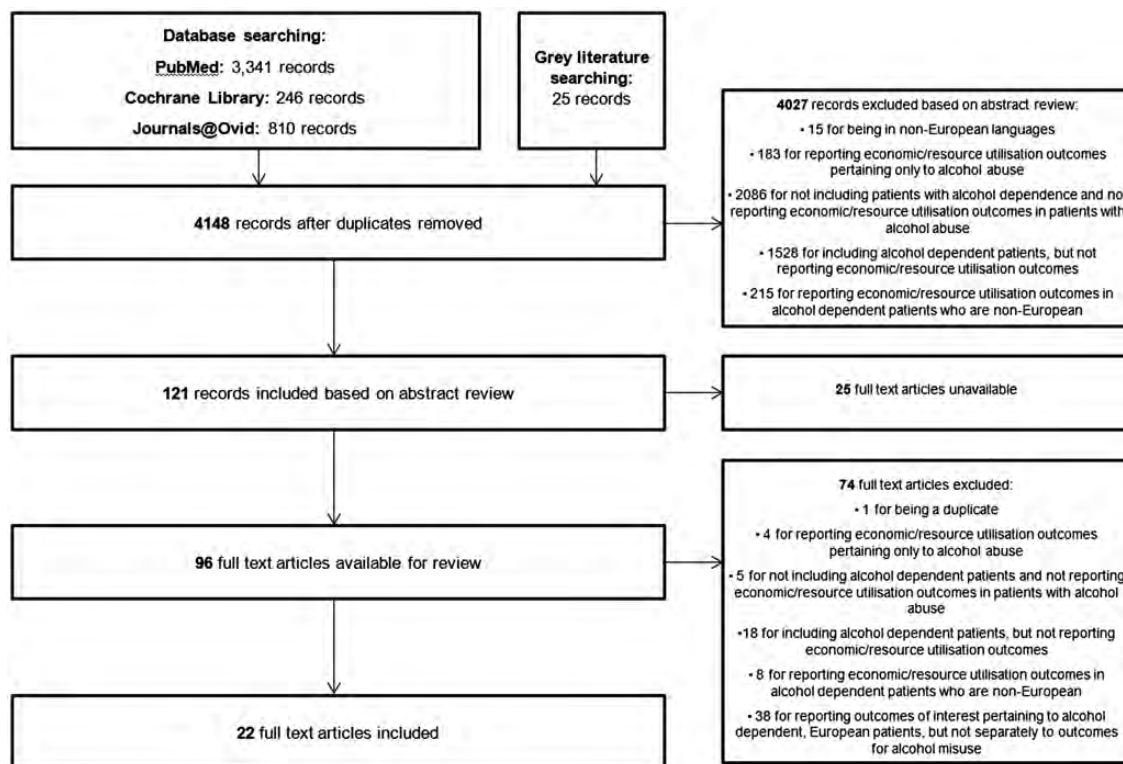 Database searching:
PubMed: 3,341 records
Cochrane Library: 246 records
Journals@Ovid: 810 records
Grey literature
searching:
25 records
4148 records after duplicates removed
4027 records excluded based on abstract review:
• 15 for being in non-European languages
• 183 for reporting economic/resource utilisation outcomes
pertaining only to alcohol abuse
• 2086 for not including patients with alcohol dependence and no
reporting economic/resource utilisation outcomes in patients with
alcohol abuse
• 1528 for including alcohol dependent patients, but not
reporting economic/resource utilisation outcomes
• 215 for reporting economic/resource utilisation outcomes in
alcohol dependent patients who are non-European
121 records included based on abstract review
25 full text articles unavailable
96 full text articles available for review
74 full text articles excluded:
• 1 for being a duplicate
• 4 for reporting economic/resource utilisation outcomes
pertaining only to alcohol abuse
• 5 for not including alcohol dependent patients and not reporting
economic/resource utilisation outcomes in patients with alcohol
abuse
•18 for including alcohol dependent patients, but not reporting
economic/resource utilisation outcomes
• 8 for reporting economic/resource utilisation outcomes in
alcohol dependent patients who are non-European
• 38 for reporting outcomes of interest pertaining to alcohol
dependent, European patients, but not separately to outcomes
for alcohol misuse
22 full text articles included